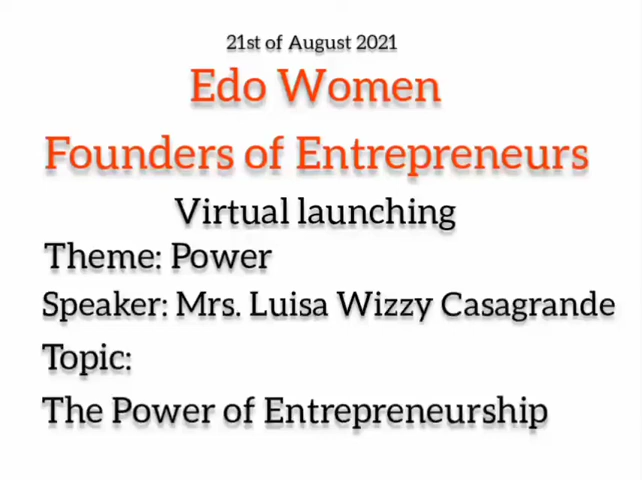 21st of August 2021
Edo Women
Founders of Entrepreneurs
Virtual launching
Theme: Power
Speaker: Mrs. Luisa Wizzy Casagrande
Topic:
The Power of Entrepreneurship